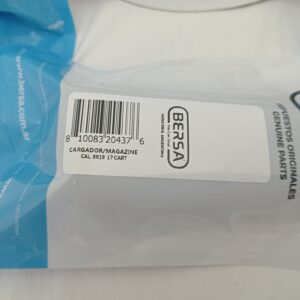 www.bersa.com.ar
8 10083 20437 6
CARGADOR/MAGAZINE
CAL. 9X19 17 CART
BERSA
INDUSTRIA ARGENTINA
REPUESTOS ORIGINALES
GENUINE PARTS